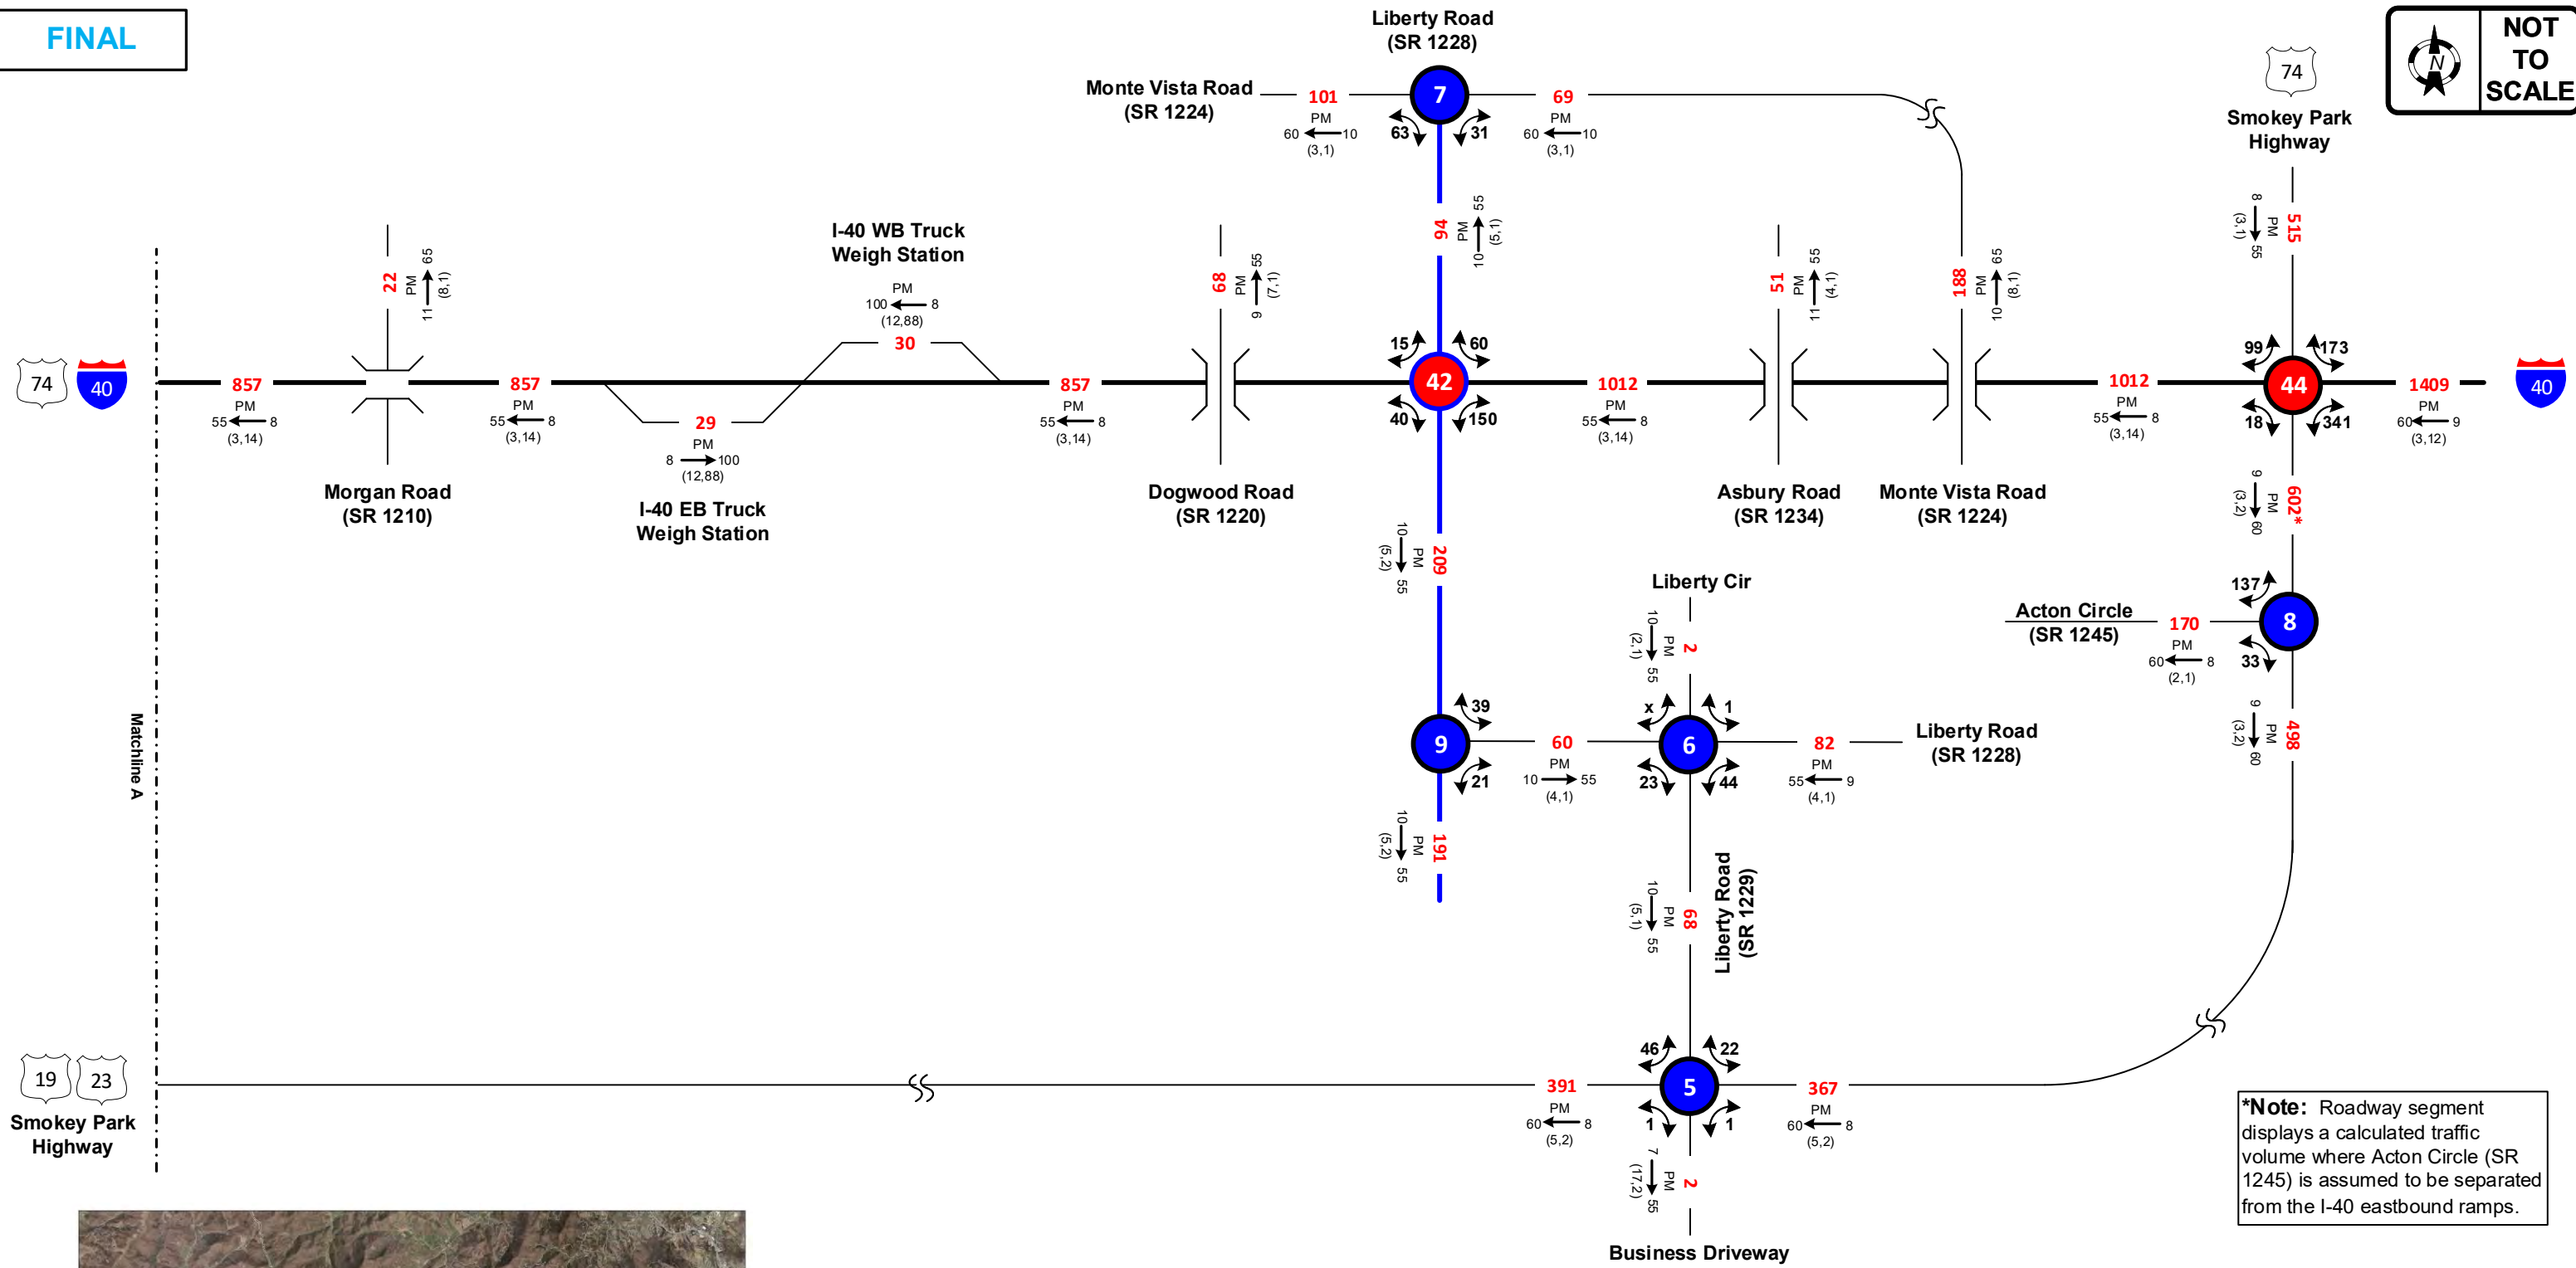 FINAL
Liberty Road
(SR 1228)
NOT
TO
SCALE
N
74
Smokey Park
Highway
Monte Vista Road
(SR 1224)
101
PM
60 10
(3,1)
7
63
31
69
PM
60 10
(3,1)
94
PM
10 55
(5,1)
8 55
PM
(3,1)
515
I-40 WB Truck
Weigh Station
PM
100 8
(12,88)
30
22
PM
11 65
(8,1)
68
PM
9 55
(7,1)
51
PM
11 55
(4,1)
188
PM
10 65
(8,1)
74
40
857
PM
55 8
(3,14)
857
PM
55 8
(3,14)
29
PM
8 100
(12,88)
857
PM
55 8
(3,14)
15
60
42
40
150
1012
PM
55 8
(3,14)
1012
PM
55 8
(3,14)
99
173
44
18
341
1409
PM
60 9
(3,12)
40
Morgan Road
(SR 1210)
I-40 EB Truck
Weigh Station
Dogwood Road
(SR 1220)
Asbury Road
(SR 1234)
Monte Vista Road
(SR 1224)
9 60
PM
(3,2)
602*
10 55
PM
(5,2)
209
Liberty Cir
10 55
PM
(2,1)
2
Acton Circle
(SR 1245)
170
PM
60 8
(2,1)
137
8
33
9 60
PM
(3,2)
498
Matchline A
39
9
21
60
PM
10 55
(4,1)
x
1
6
23
44
82
PM
55 9
(4,1)
Liberty Road
(SR 1228)
10 55
PM
(5,2)
191
10 55
PM
(5,1)
68
Liberty Road
(SR 1229)
19
23
Smokey Park
Highway
391
PM
60 8
(5,2)
46
22
5
1
1
367
PM
60 8
(5,2)
7 55
PM
(17,2)
2
Business Driveway
*Note: Roadway segment
displays a calculated traffic
volume where Acton Circle (SR
1245) is assumed to be separated
from the I-40 eastbound ramps.